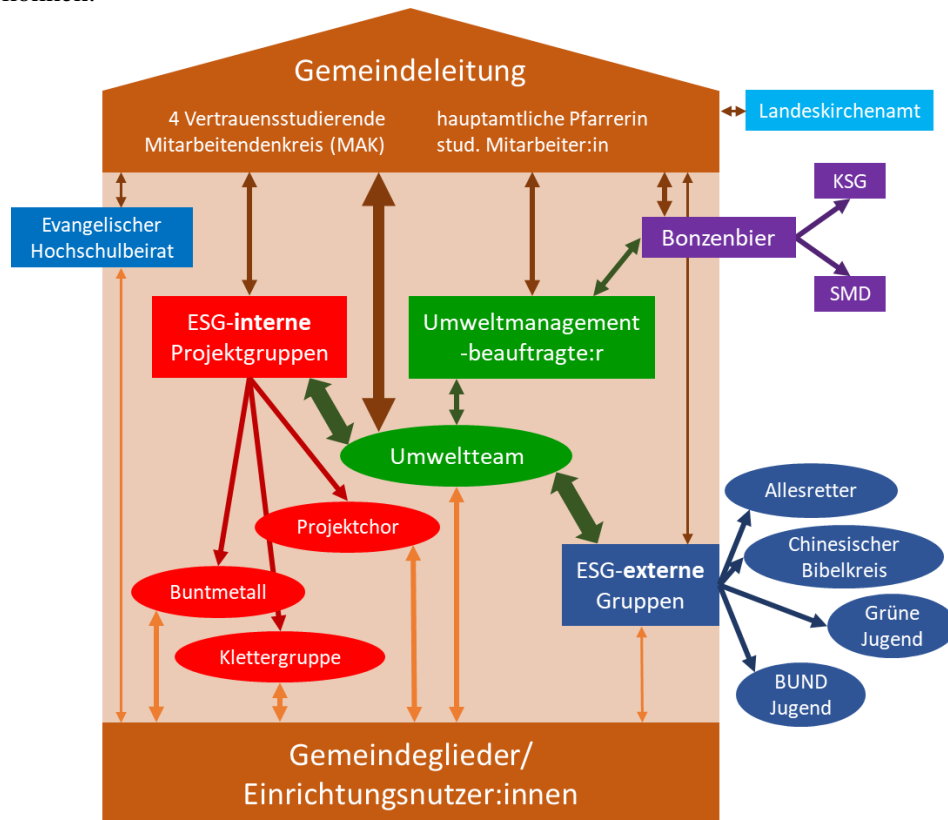 können.
Gemeindeleitung
4 Vertrauensstudierende
Mitarbeitendenkreis (MAK)
hauptamtliche Pfarrerin
stud. Mitarbeiter:in
Landeskirchenamt
KSG
Evangelischer
Hochschulbeirat
Bonzenbier
SMD
ESG-interne
Projektgruppen
Umweltmanagement
-beauftragte:r
Umweltteam
Allesretter
Projektchor
Chinesischer
Bibelkreis
ESG-externe
Gruppen
Buntmetall
Grüne
Jugend
Klettergruppe
BUND
Jugend
Gemeindeglieder/
Einrichtungsnutzer:innen